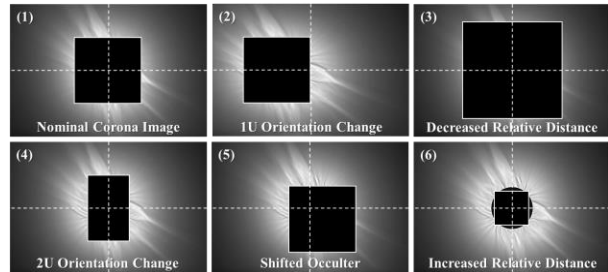 (1)
Nominal Corona Image
(2)
1U Orientation Change
(3)
Decreased Relative Distance
(4)
2U Orientation Change
(5)
Shifted Occulter
(6)
Increased Relative Distance